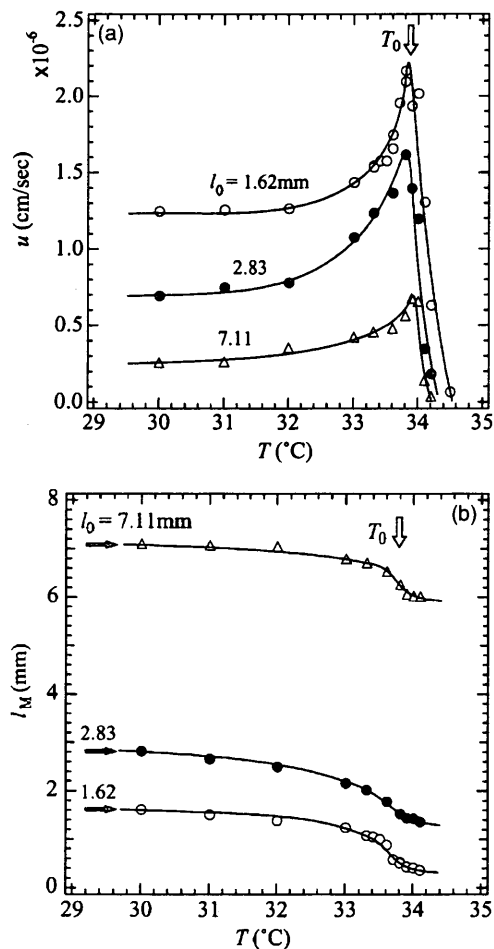 ×10⁻⁶
(a)
T₀
2.5
2.0
1.5
1.0
0.5
0.0
u (cm/sec)
l₀ = 1.62mm
2.83
7.11
29 30 31 32 33 34 35
T (°C)
(b)
l₀ = 7.11mm
T₀
8
6
4
2
0
l_M (mm)
2.83
1.62
29 30 31 32 33 34 35
T (°C)